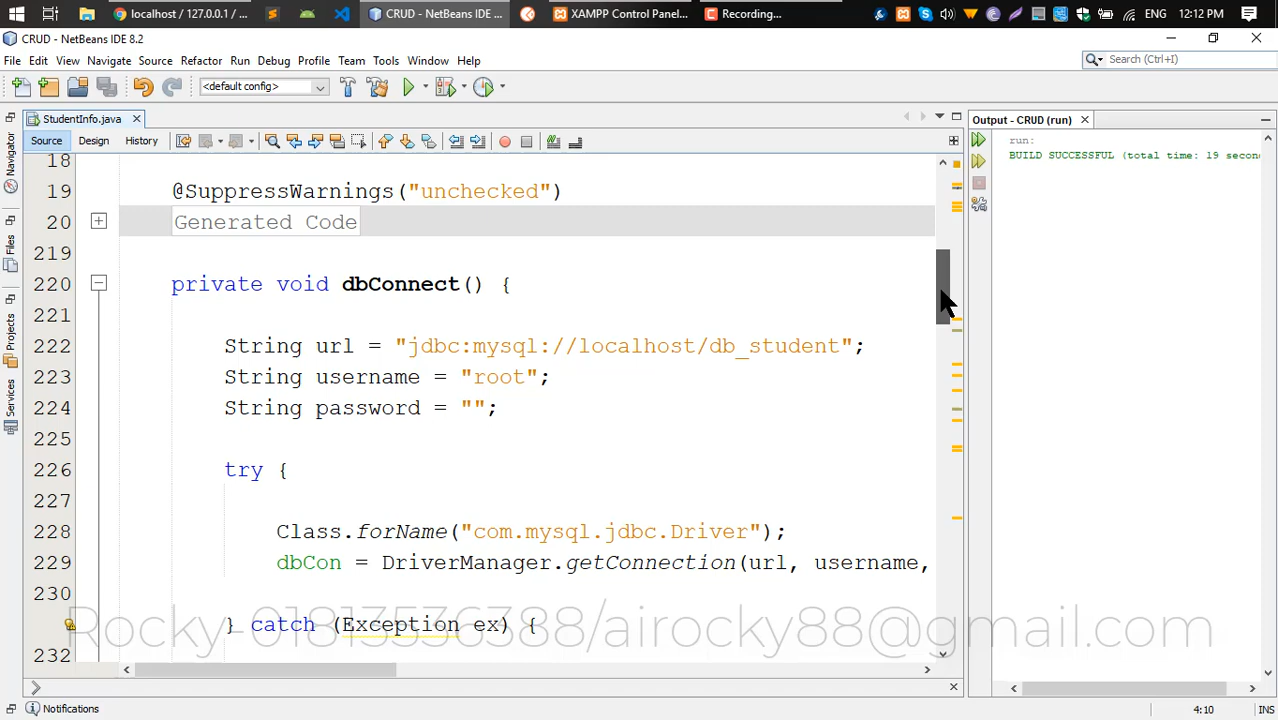 localhost / 127.0.0.1 / ...
CRUD - NetBeans IDE ...
XAMPP Control Panel...
Recording...
ENG
12:12 PM
CRUD - NetBeans IDE 8.2
File Edit View Navigate Source Refactor Run Debug Profile Team Tools Window Help
Search (Ctrl+I)
<default config>
StudentInfo.java
Output - CRUD (run)
Source Design History
run:
BUILD SUCCESSFUL (total time: 19 secon
Navigator
Files
Projects
Services
18
19 @SuppressWarnings("unchecked")
20 Generated Code
219
220 private void dbConnect() {
221
222 String url = "jdbc:mysql://localhost/db_student";
223 String username = "root";
224 String password = "";
225
226 try {
227
228 Class.forName("com.mysql.jdbc.Driver");
229 dbCon = DriverManager.getConnection(url, username,
230
} catch (Exception ex) {
232
Rocky-01813536388/airocky88@gmail.com
Notifications
4:10
INS